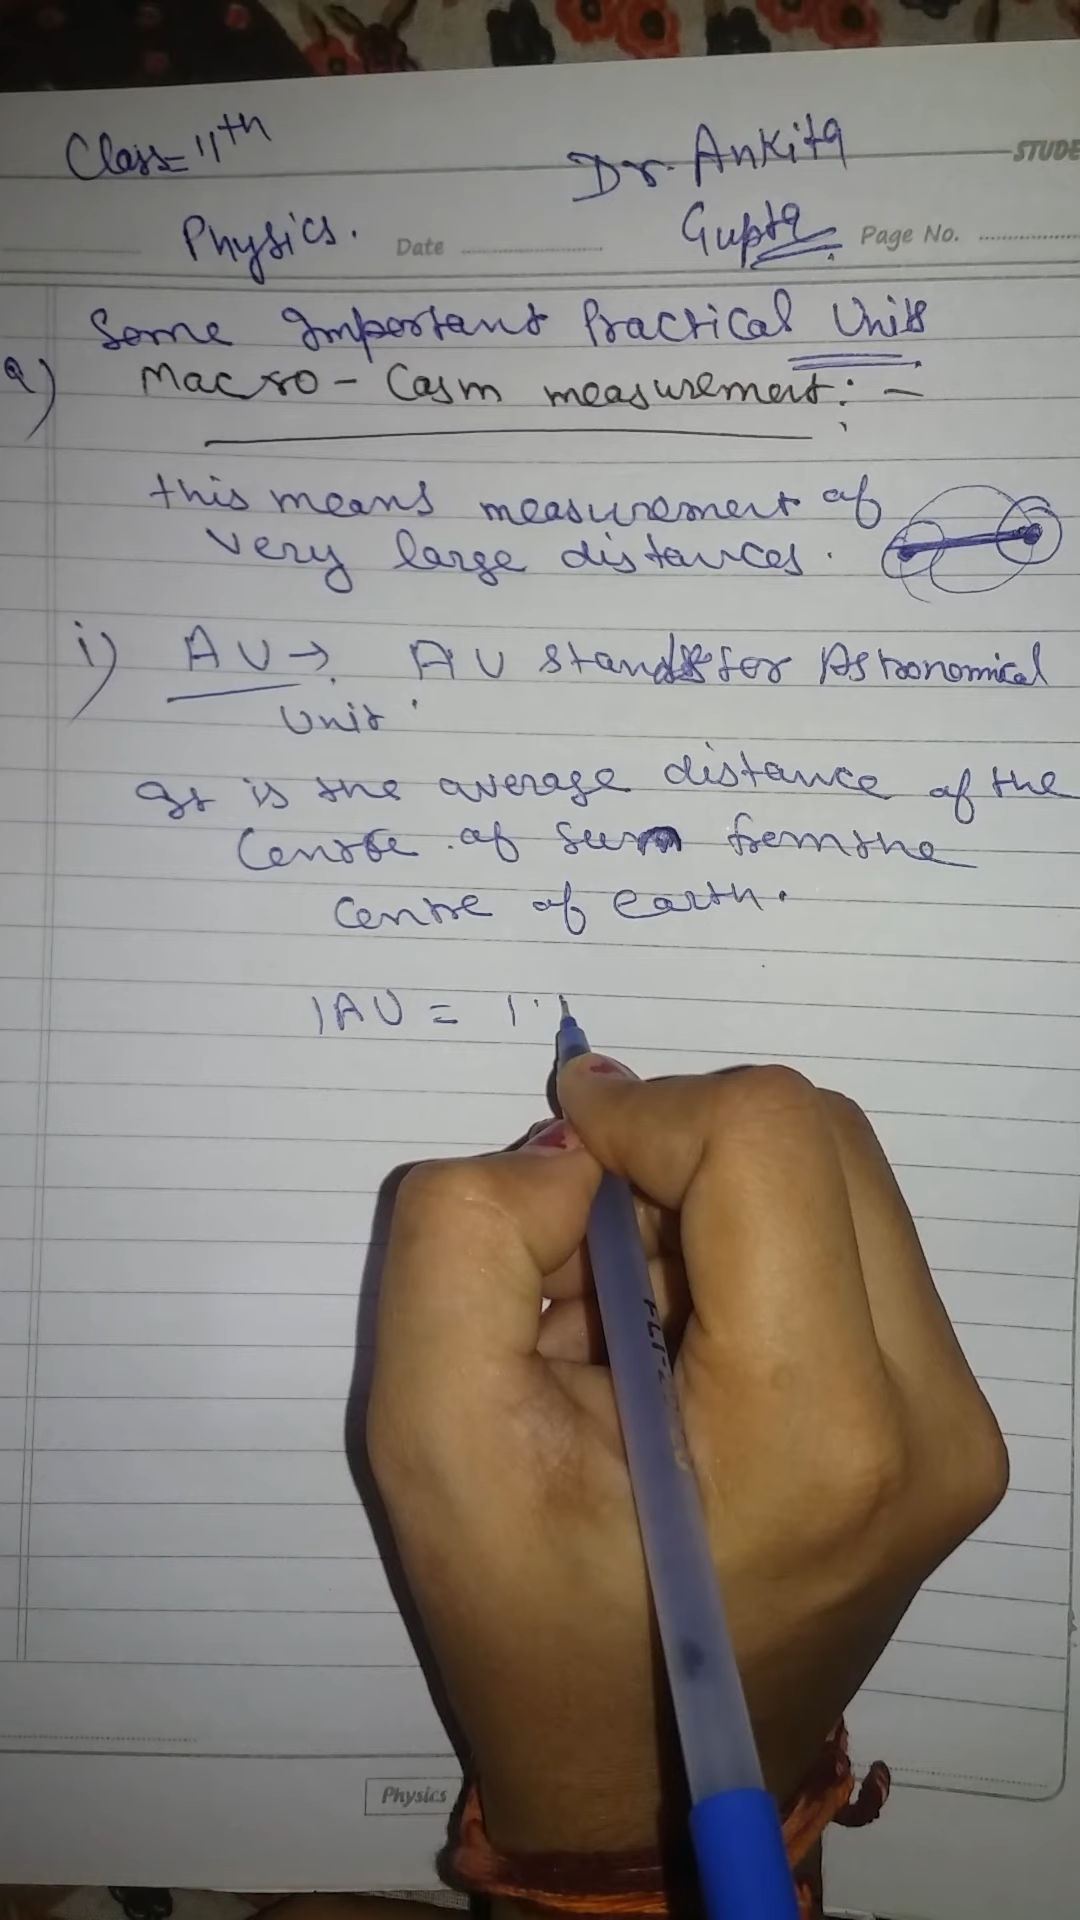 Class= 11th
Dr. Ankita
STUDE
Physics.
Date
Gupta
Page No.
Some Important Practical Units
a) Macro - Casm measurement: -
this means measurement of
very large distances.
i) AU → AU stands for Astronomical
Unit.
It is the average distance of the
Centre of Sun from the
Centre of earth.
1AU = 1.
FLT-
Physics